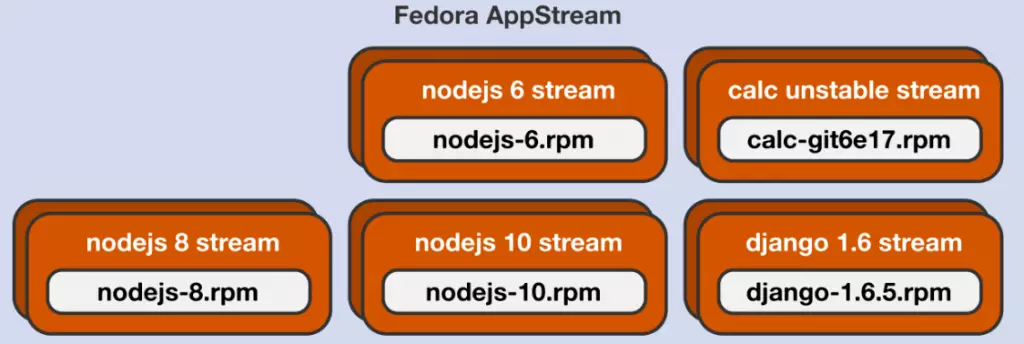 Fedora AppStream
nodejs 6 stream
nodejs-6.rpm
calc unstable stream
calc-git6e17.rpm
nodejs 8 stream
nodejs-8.rpm
nodejs 10 stream
nodejs-10.rpm
django 1.6 stream
django-1.6.5.rpm